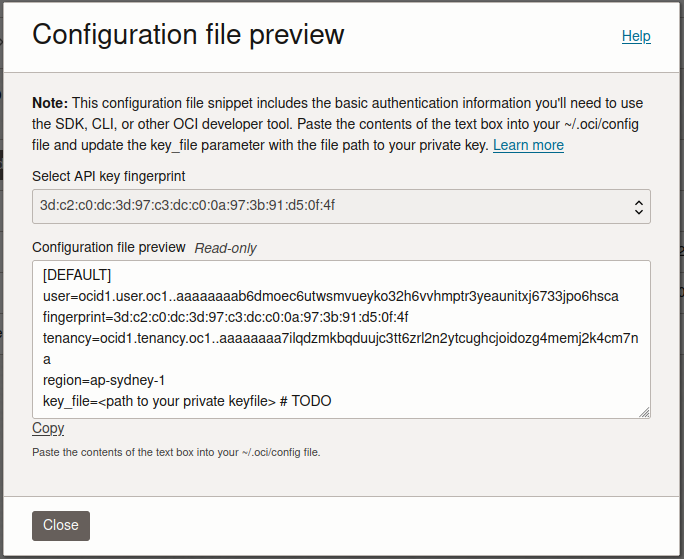 Configuration file preview
Help
Note: This configuration file snippet includes the basic authentication information you'll need to use
the SDK, CLI, or other OCI developer tool. Paste the contents of the text box into your ~/.oci/config
file and update the key_file parameter with the file path to your private key. Learn more
Select API key fingerprint
3d:c2:c0:dc:3d:97:c3:dc:c0:0a:97:3b:91:d5:0f:4f
Configuration file preview Read-only
[DEFAULT]
user=ocid1.user.oc1..aaaaaaaab6dmoec6utwsmvueyko32h6vvhmptr3yeaunitxj6733jpo6hsca
fingerprint=3d:c2:c0:dc:3d:97:c3:dc:c0:0a:97:3b:91:d5:0f:4f
tenancy=ocid1.tenancy.oc1..aaaaaaaa7ilqdzmkbqduujc3tt6zrl2n2ytcughcjoidozg4memj2k4cm7n
a
region=ap-sydney-1
key_file=<path to your private keyfile> # TODO
Copy
Paste the contents of the text box into your ~/.oci/config file.
Close